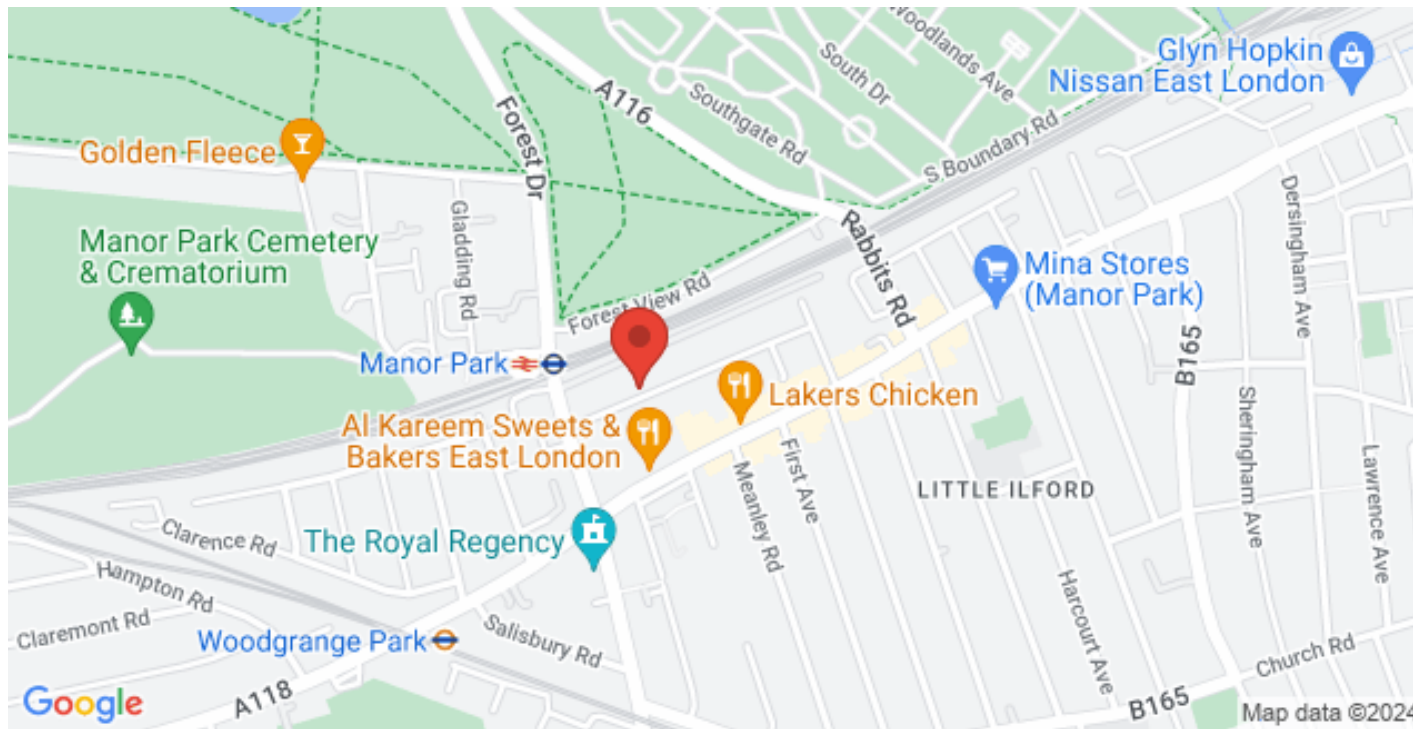 Woodlands Ave
Glyn Hopkin
Nissan East London
South Dr
A116
Southgate Rd
Forest Dr
S Boundary Rd
Golden Fleece
Dersingham Ave
Gladding Rd
Manor Park Cemetery
& Crematorium
Rabbits Rd
Mina Stores
(Manor Park)
Forest View Rd
B165
Manor Park
Lakers Chicken
Al Kareem Sweets &
Bakers East London
Sheringham Ave
First Ave
Meanley Rd
LITTLE ILFORD
Lawrence Ave
Clarence Rd
The Royal Regency
Hampton Rd
Harcourt Ave
Claremont Rd
Woodgrange Park
Salisbury Rd
Church Rd
Google
A118
B165
Map data ©2024